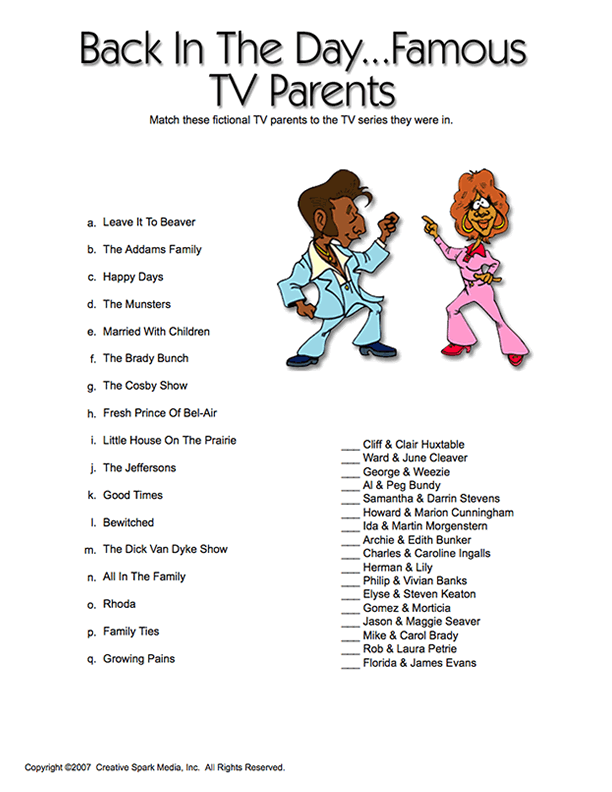 Back In The Day...Famous
TV Parents
Match these fictional TV parents to the TV series they were in.
a. Leave It To Beaver
b. The Addams Family
c. Happy Days
d. The Munsters
e. Married With Children
f. The Brady Bunch
g. The Cosby Show
h. Fresh Prince Of Bel-Air
i. Little House On The Prairie
j. The Jeffersons
k. Good Times
l. Bewitched
m. The Dick Van Dyke Show
n. All In The Family
o. Rhoda
p. Family Ties
q. Growing Pains
___ Cliff & Clair Huxtable
___ Ward & June Cleaver
___ George & Weezie
___ Al & Peg Bundy
___ Samantha & Darrin Stevens
___ Howard & Marion Cunningham
___ Ida & Martin Morgenstern
___ Archie & Edith Bunker
___ Charles & Caroline Ingalls
___ Herman & Lily
___ Philip & Vivian Banks
___ Elyse & Steven Keaton
___ Gomez & Morticia
___ Jason & Maggie Seaver
___ Mike & Carol Brady
___ Rob & Laura Petrie
___ Florida & James Evans
Copyright ©2007 Creative Spark Media, Inc. All Rights Reserved.